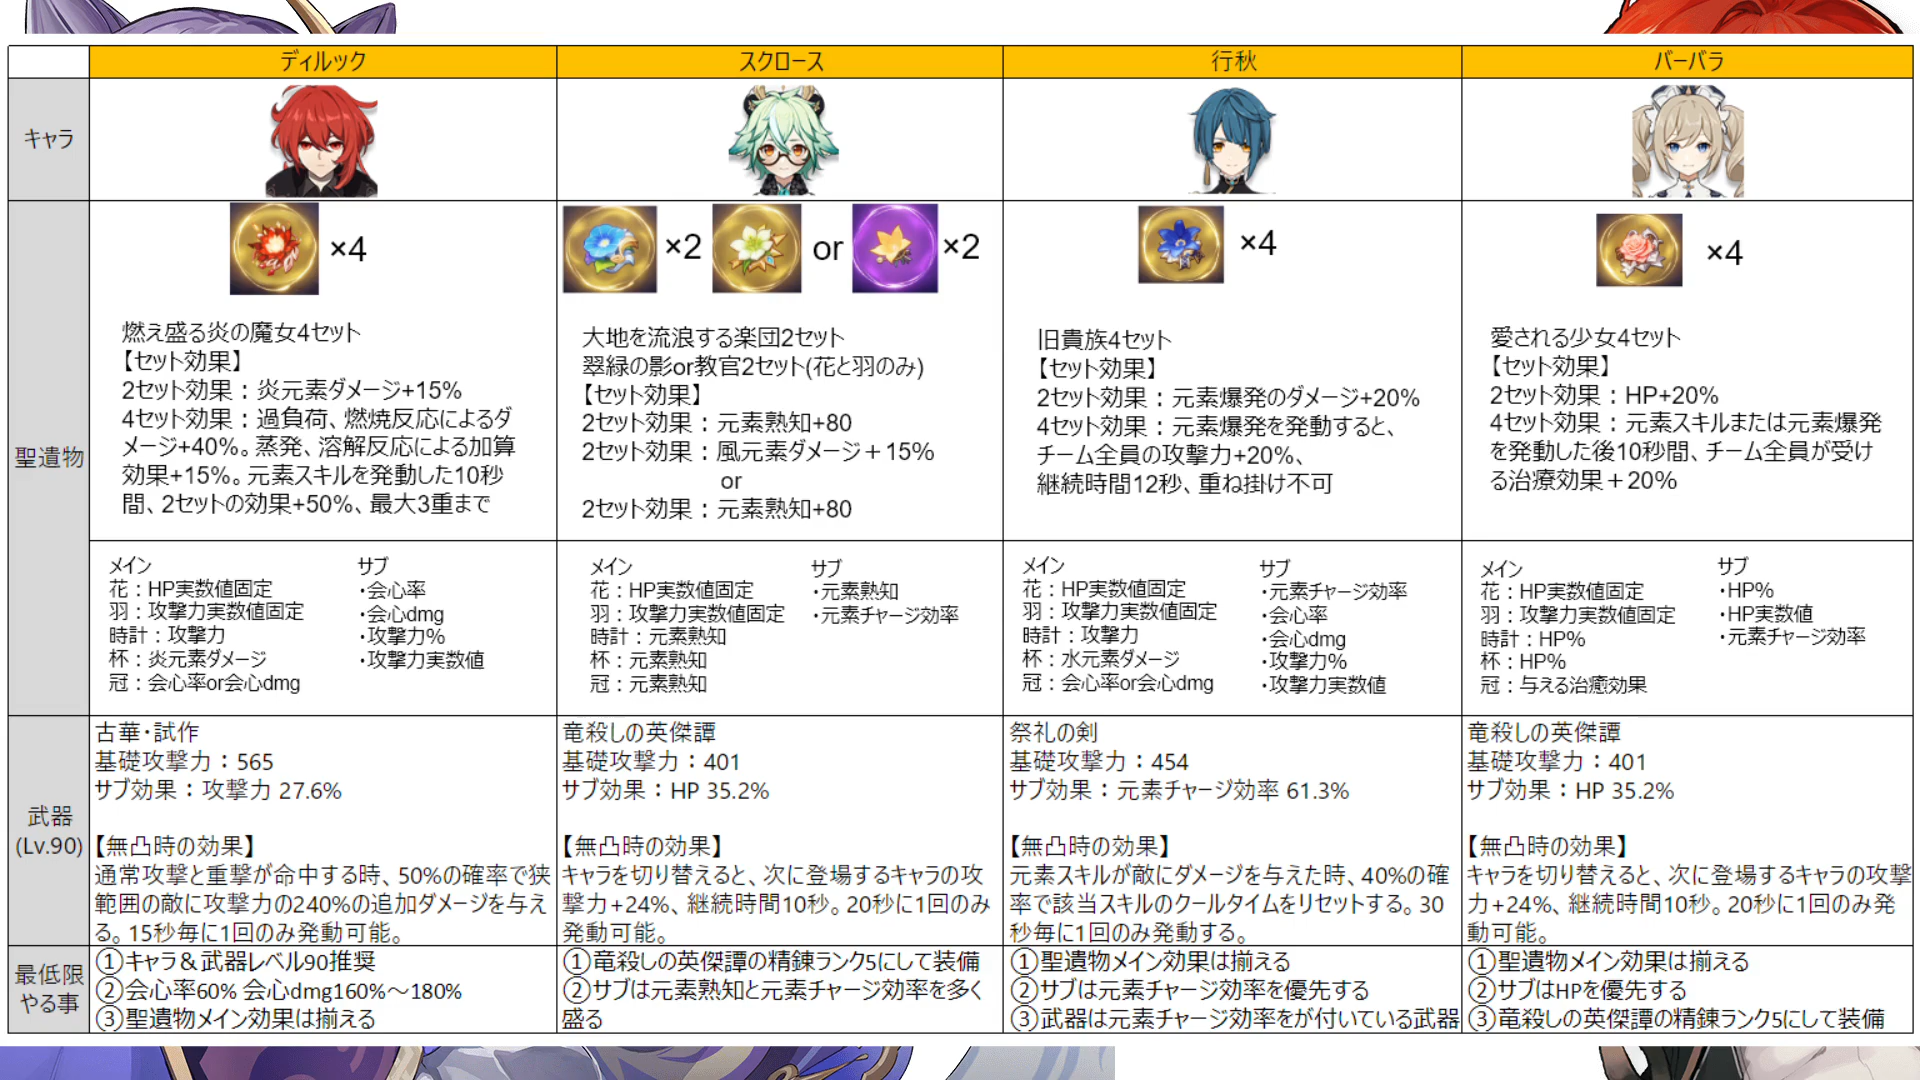 ディルック
スクロース
行秋
バーバラ
キャラ
聖遺物
×4
×2
or
×2
×4
×4
燃え盛る炎の魔女4セット
【セット効果】
2セット効果：炎元素ダメージ+15%
4セット効果：過負荷、燃焼反応によるダ
メージ+40%。蒸発、溶解反応による加算
効果+15%。元素スキルを発動した10秒
間、2セットの効果+50%、最大3重まで
大地を流浪する楽団2セット
翠緑の影or教官2セット(花と羽のみ)
【セット効果】
2セット効果：元素熟知+80
2セット効果：風元素ダメージ＋15%
or
2セット効果：元素熟知+80
旧貴族4セット
【セット効果】
2セット効果：元素爆発のダメージ+20%
4セット効果：元素爆発を発動すると、
チーム全員の攻撃力+20%、
継続時間12秒、重ね掛け不可
愛される少女4セット
【セット効果】
2セット効果：HP+20%
4セット効果：元素スキルまたは元素爆発
を発動した後10秒間、チーム全員が受け
る治療効果＋20%
メイン
花：HP実数値固定
羽：攻撃力実数値固定
時計：攻撃力
杯：炎元素ダメージ
冠：会心率or会心dmg
サブ
・会心率
・会心dmg
・攻撃力%
・攻撃力実数値
メイン
花：HP実数値固定
羽：攻撃力実数値固定
時計：元素熟知
杯：元素熟知
冠：元素熟知
サブ
・元素熟知
・元素チャージ効率
メイン
花：HP実数値固定
羽：攻撃力実数値固定
時計：攻撃力
杯：水元素ダメージ
冠：会心率or会心dmg
サブ
・元素チャージ効率
・会心率
・会心dmg
・攻撃力%
・攻撃力実数値
メイン
花：HP実数値固定
羽：攻撃力実数値固定
時計：HP%
杯：HP%
冠：与える治癒効果
サブ
・HP%
・HP実数値
・元素チャージ効率
武器
(Lv.90)
古華・試作
基礎攻撃力：565
サブ効果：攻撃力 27.6%
【無凸時の効果】
通常攻撃と重撃が命中する時、50%の確率で狭
範囲の敵に攻撃力の240%の追加ダメージを与え
る。15秒毎に1回のみ発動可能。
竜殺しの英傑譚
基礎攻撃力：401
サブ効果：HP 35.2%
【無凸時の効果】
キャラを切り替えると、次に登場するキャラの攻
撃力+24%、継続時間10秒。20秒に1回のみ
発動可能。
祭礼の剣
基礎攻撃力：454
サブ効果：元素チャージ効率 61.3%
【無凸時の効果】
元素スキルが敵にダメージを与えた時、40%の確
率で該当スキルのクールタイムをリセットする。30
秒毎に1回のみ発動する。
竜殺しの英傑譚
基礎攻撃力：401
サブ効果：HP 35.2%
【無凸時の効果】
キャラを切り替えると、次に登場するキャラの攻撃
力+24%、継続時間10秒。20秒に1回のみ発
動可能。
最低限
やる事
①キャラ＆武器レベル90推奨
②会心率60% 会心dmg160%～180%
③聖遺物メイン効果は揃える
①竜殺しの英傑譚の精錬ランク5にして装備
②サブは元素熟知と元素チャージ効率を多く
盛る
①聖遺物メイン効果は揃える
②サブは元素チャージ効率を優先する
③武器は元素チャージ効率をが付いている武器
①聖遺物メイン効果は揃える
②サブはHPを優先する
③竜殺しの英傑譚の精錬ランク5にして装備